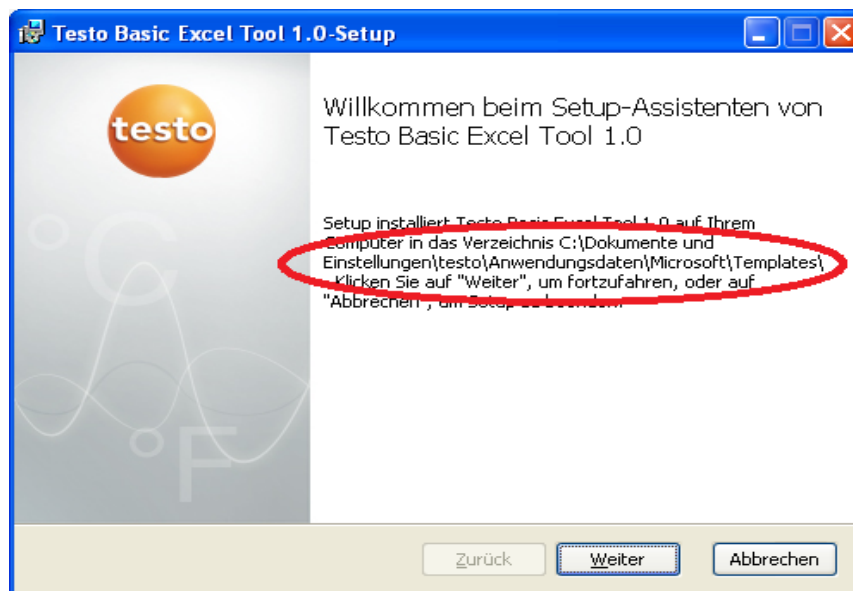 Testo Basic Excel Tool 1.0-Setup
testo
Willkommen beim Setup-Assistenten von
Testo Basic Excel Tool 1.0
Setup installiert Testo Basic Excel Tool 1.0 auf Ihrem
Computer in das Verzeichnis C:\Dokumente und
Einstellungen\testo\Anwendungsdaten\Microsoft\Templates\
. Klicken Sie auf "Weiter", um fortzufahren, oder auf
"Abbrechen", um Setup zu beenden.
°C
°F
Zurück
Weiter
Abbrechen